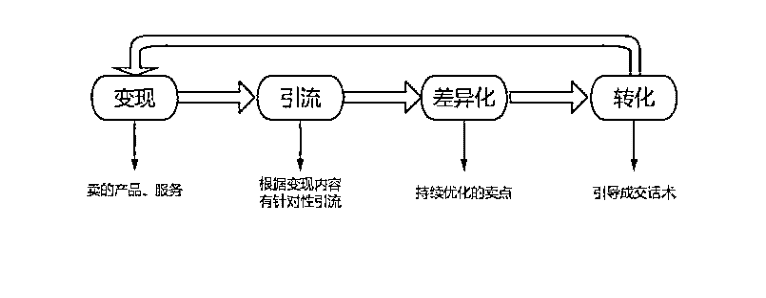 变现
引流
差异化
转化
卖的产品、服务
根据变现内容
有针对性引流
持续优化的卖点
引导成交话术